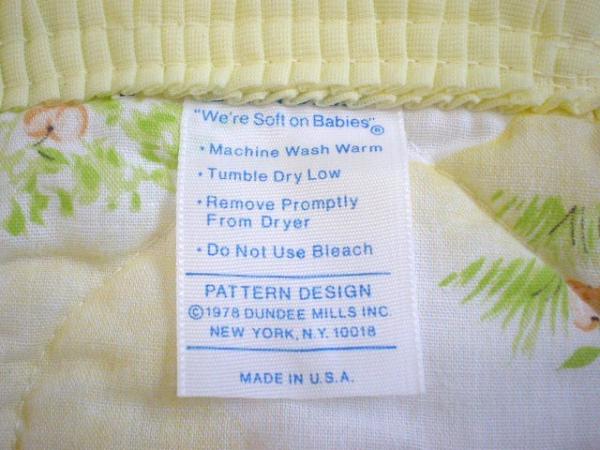 "We're Soft on Babies"®
• Machine Wash Warm
• Tumble Dry Low
• Remove Promptly
From Dryer
• Do Not Use Bleach
PATTERN DESIGN
©1978 DUNDEE MILLS INC.
NEW YORK, N.Y. 10018
MADE IN U.S.A.